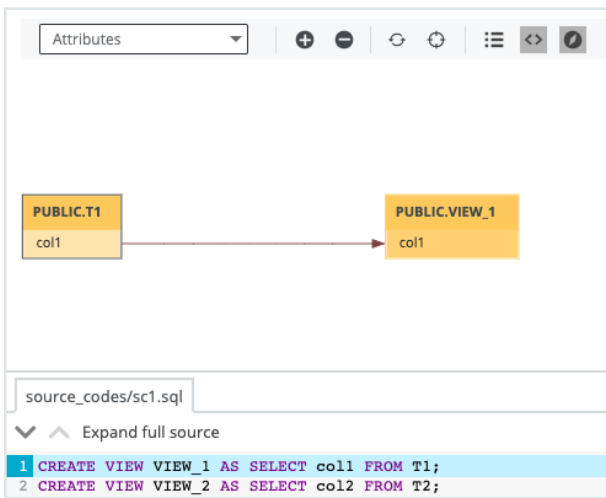 Attributes
PUBLIC.T1
col1
PUBLIC.VIEW_1
col1
source_codes/sc1.sql
Expand full source
1 CREATE VIEW VIEW_1 AS SELECT col1 FROM T1;
2 CREATE VIEW VIEW_2 AS SELECT col2 FROM T2;